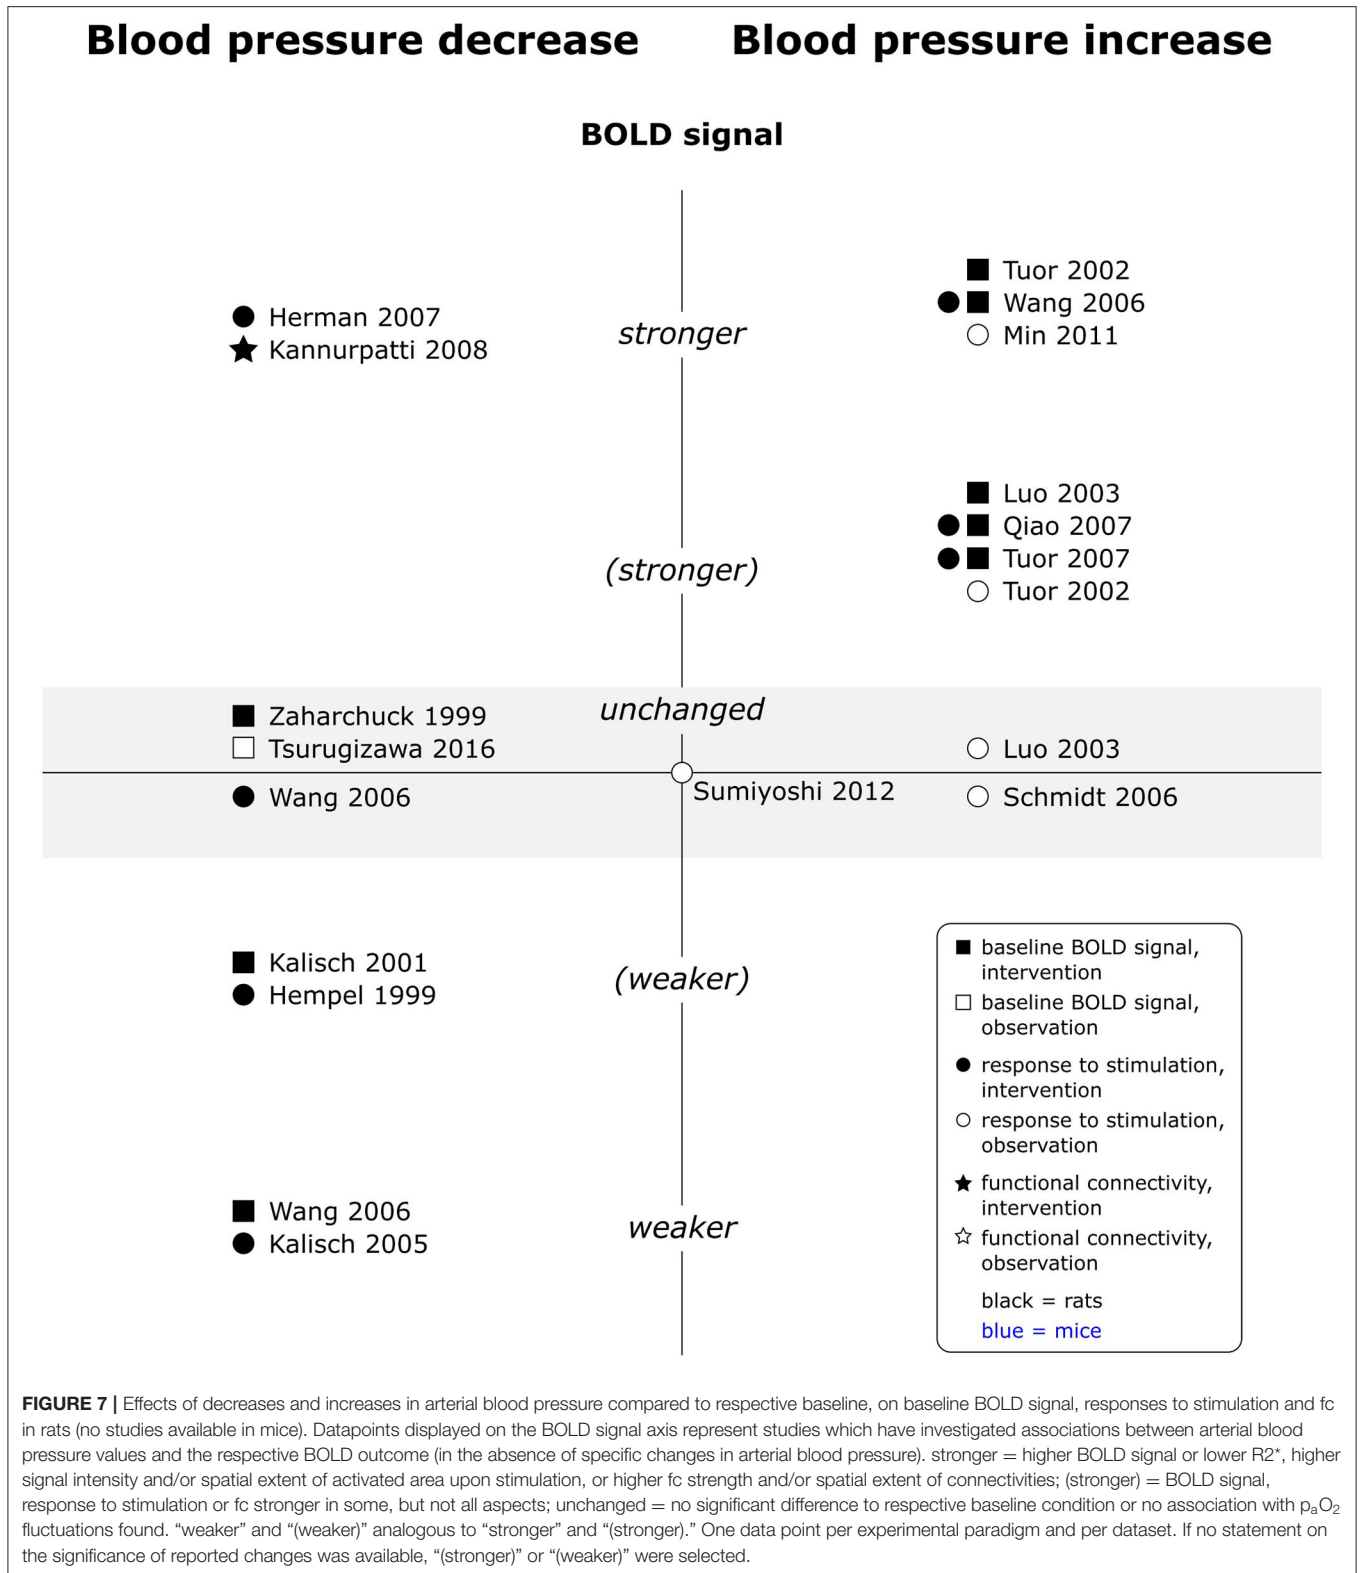 Blood pressure decrease
Blood pressure increase
BOLD signal
Tuor 2002
Wang 2006
Min 2011
Herman 2007
Kannurpatti 2008
stronger
Luo 2003
Qiao 2007
Tuor 2007
Tuor 2002
(stronger)
unchanged
Zaharchuck 1999
Tsurugizawa 2016
Wang 2006
Sumiyoshi 2012
Luo 2003
Schmidt 2006
Kalisch 2001
Hempel 1999
(weaker)
Wang 2006
Kalisch 2005
weaker
baseline BOLD signal,
intervention
baseline BOLD signal,
observation
response to stimulation,
intervention
response to stimulation,
observation
functional connectivity,
intervention
functional connectivity,
observation
black = rats
blue = mice
FIGURE 7 | Effects of decreases and increases in arterial blood pressure compared to respective baseline, on baseline BOLD signal, responses to stimulation and fc
in rats (no studies available in mice). Datapoints displayed on the BOLD signal axis represent studies which have investigated associations between arterial blood
pressure values and the respective BOLD outcome (in the absence of specific changes in arterial blood pressure). stronger = higher BOLD signal or lower R2*, higher
signal intensity and/or spatial extent of activated area upon stimulation, or higher fc strength and/or spatial extent of connectivities; (stronger) = BOLD signal,
response to stimulation or fc stronger in some, but not all aspects; unchanged = no significant difference to respective baseline condition or no association with paO2
fluctuations found. “weaker” and “(weaker)” analogous to “stronger” and “(stronger).” One data point per experimental paradigm and per dataset. If no statement on
the significance of reported changes was available, “(stronger)” or “(weaker)” were selected.